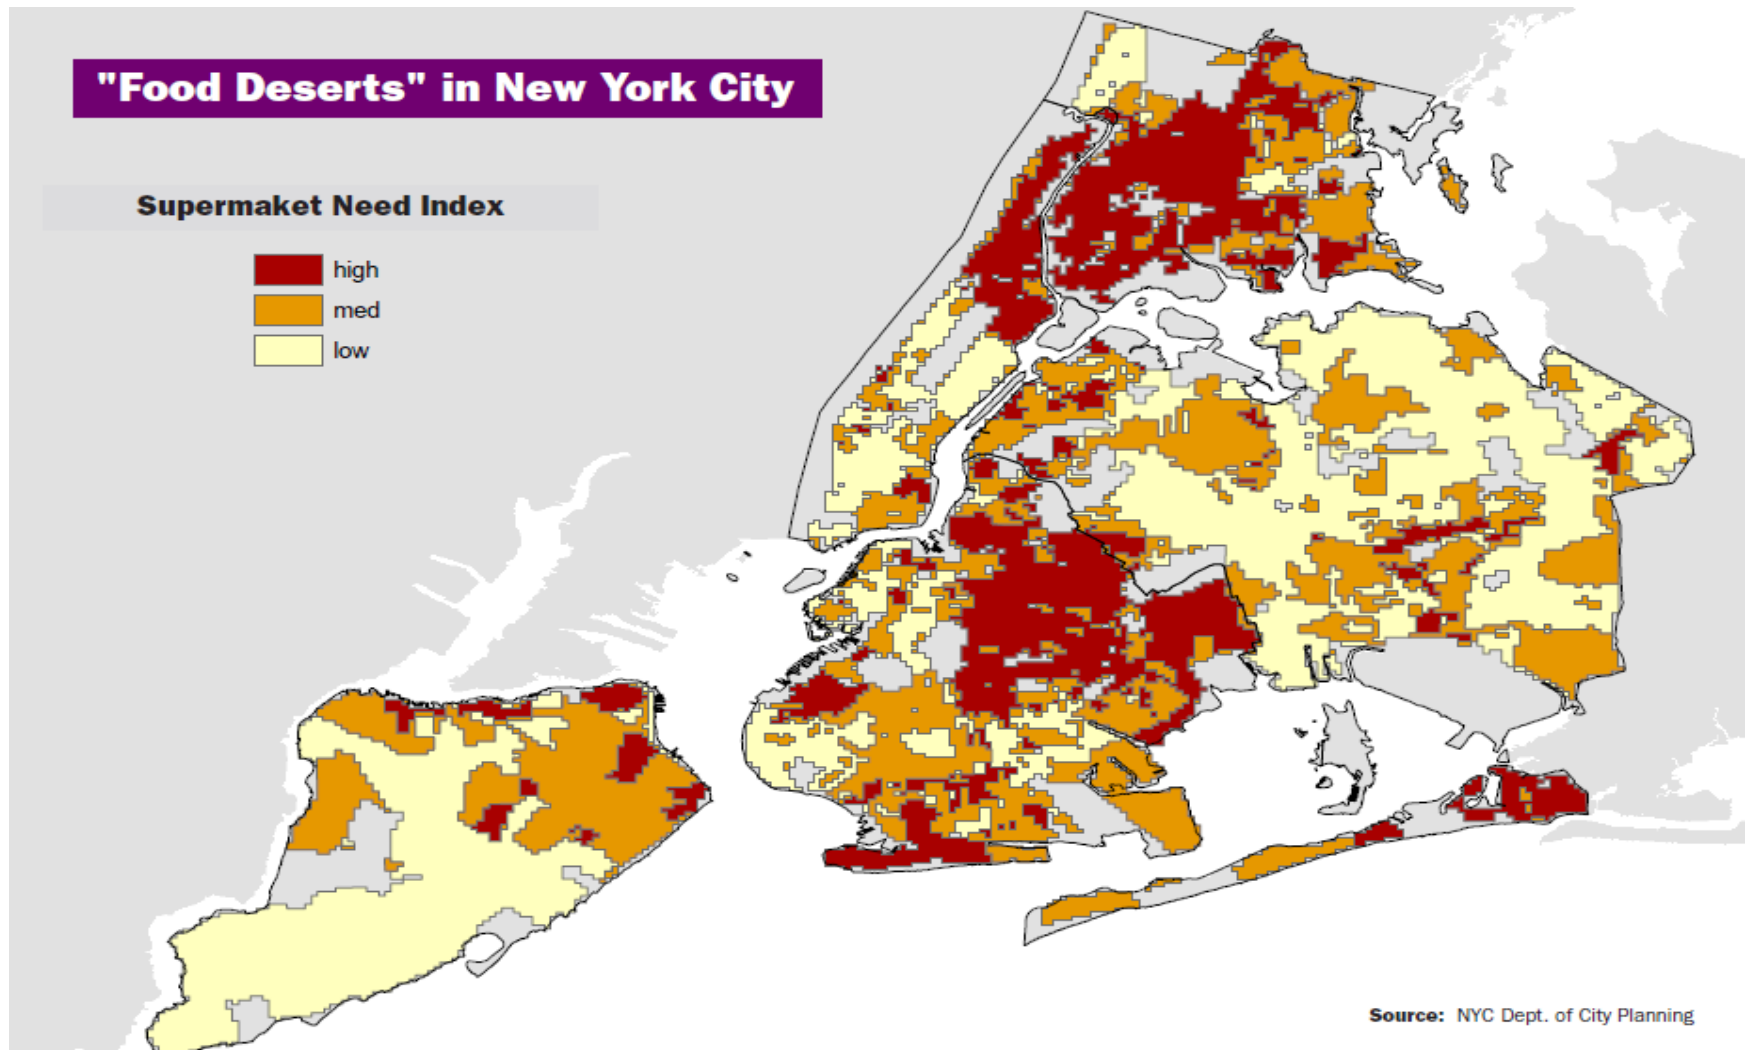 "Food Deserts" in New York City
Supermaket Need Index
high
med
low
Source: NYC Dept. of City Planning